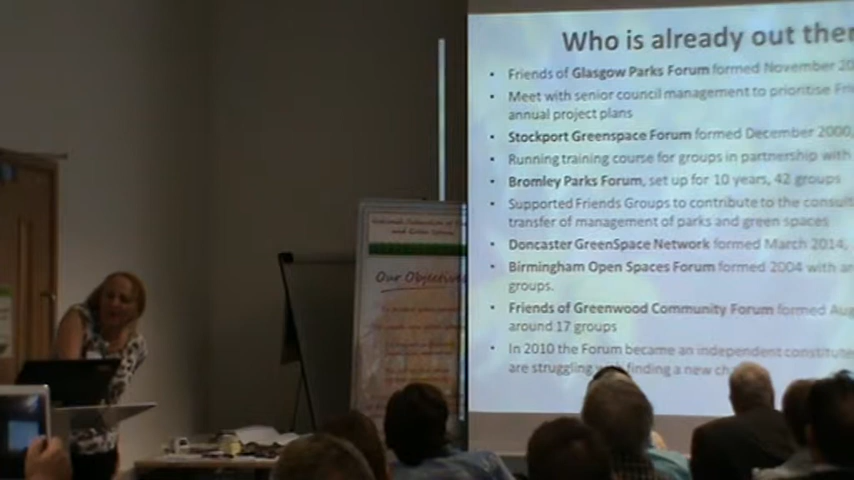 Who is already out ther
• Friends of Glasgow Parks Forum formed November 20
• Meet with senior council management to prioritise Fri
annual project plans
• Stockport Greenspace Forum formed December 2000,
• Running training course for groups in partnership with
• Bromley Parks Forum, set up for 10 years, 42 groups
• Supported Friends Groups to contribute to the consult
transfer of management of parks and green spaces
• Doncaster GreenSpace Network formed March 2014,
• Birmingham Open Spaces Forum formed 2004 with
groups.
• Friends of Greenwood Community Forum formed Aug
around 17 groups
• In 2010 the Forum became an independent constitute
are struggling finding a new
Our Objective